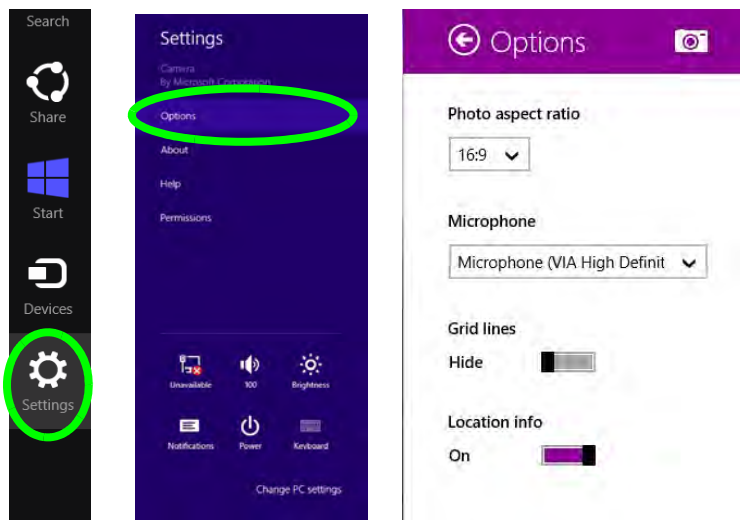 Search
Share
Start
Devices
Settings
Settings
Camera
By Microsoft Corporation
Options
About
Help
Permissions
Unavailable
100
Brightness
Notifications
Power
Keyboard
Change PC settings
Options
Photo aspect ratio
16:9
Microphone
Microphone (VIA High Definit
Grid lines
Hide
Location info
On